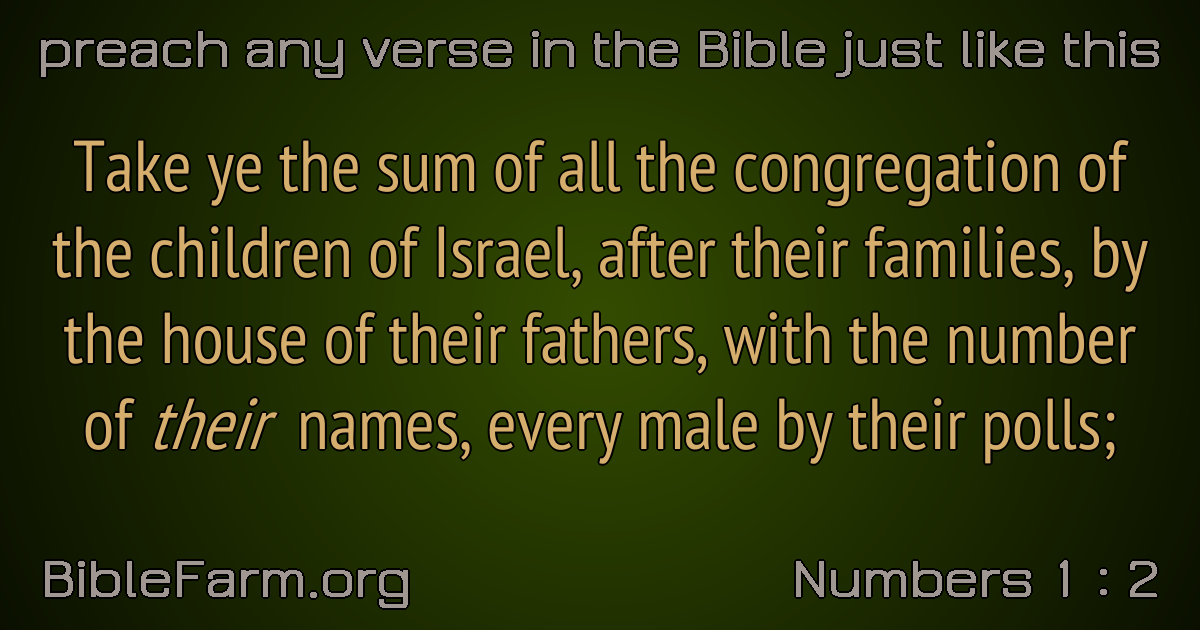 preach any verse in the Bible just like this
Take ye the sum of all the congregation of
the children of Israel, after their families, by
the house of their fathers, with the number
of their names, every male by their polls;
BibleFarm.org
Numbers 1 : 2